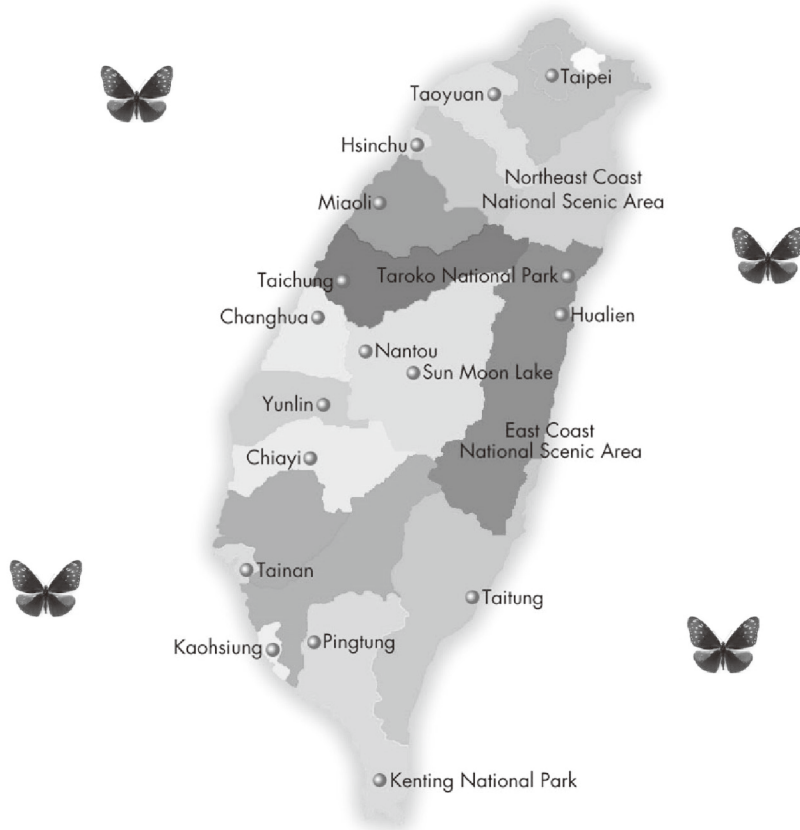 Taipei
Taoyuan
Hsinchu
Northeast Coast
National Scenic Area
Miaoli
Taichung
Taroko National Park
Changhua
Hualien
Nantou
Sun Moon Lake
Yunlin
East Coast
National Scenic Area
Chiayi
Tainan
Taitung
Kaohsiung
Pingtung
Kenting National Park